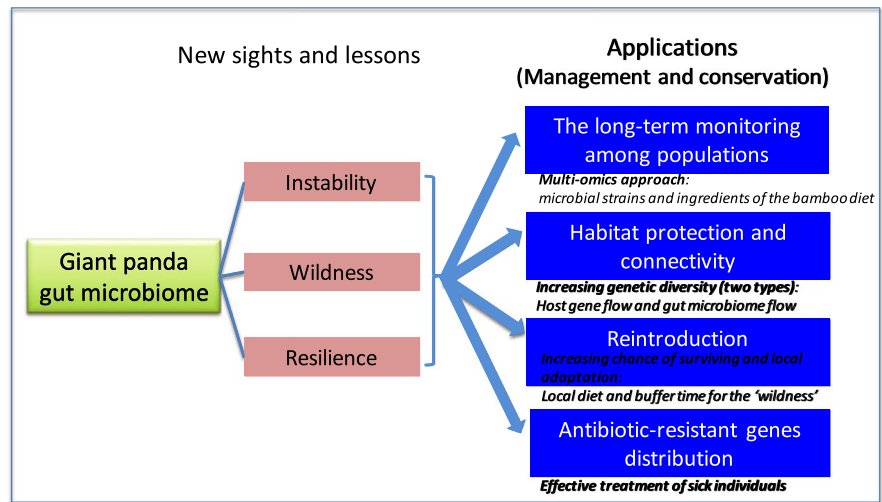 New sights and lessons
Applications
(Management and conservation)
Giant panda
gut microbiome
Instability
Wildness
Resilience
The long-term monitoring
among populations
Multi-omics approach:
microbial strains and ingredients of the bamboo diet
Habitat protection and
connectivity
Increasing genetic diversity (two types):
Host gene flow and gut microbiome flow
Reintroduction
Increasing chance of surviving and local
adaptation:
Local diet and buffer time for the ‘wildness’
Antibiotic-resistant genes
distribution
Effective treatment of sick individuals